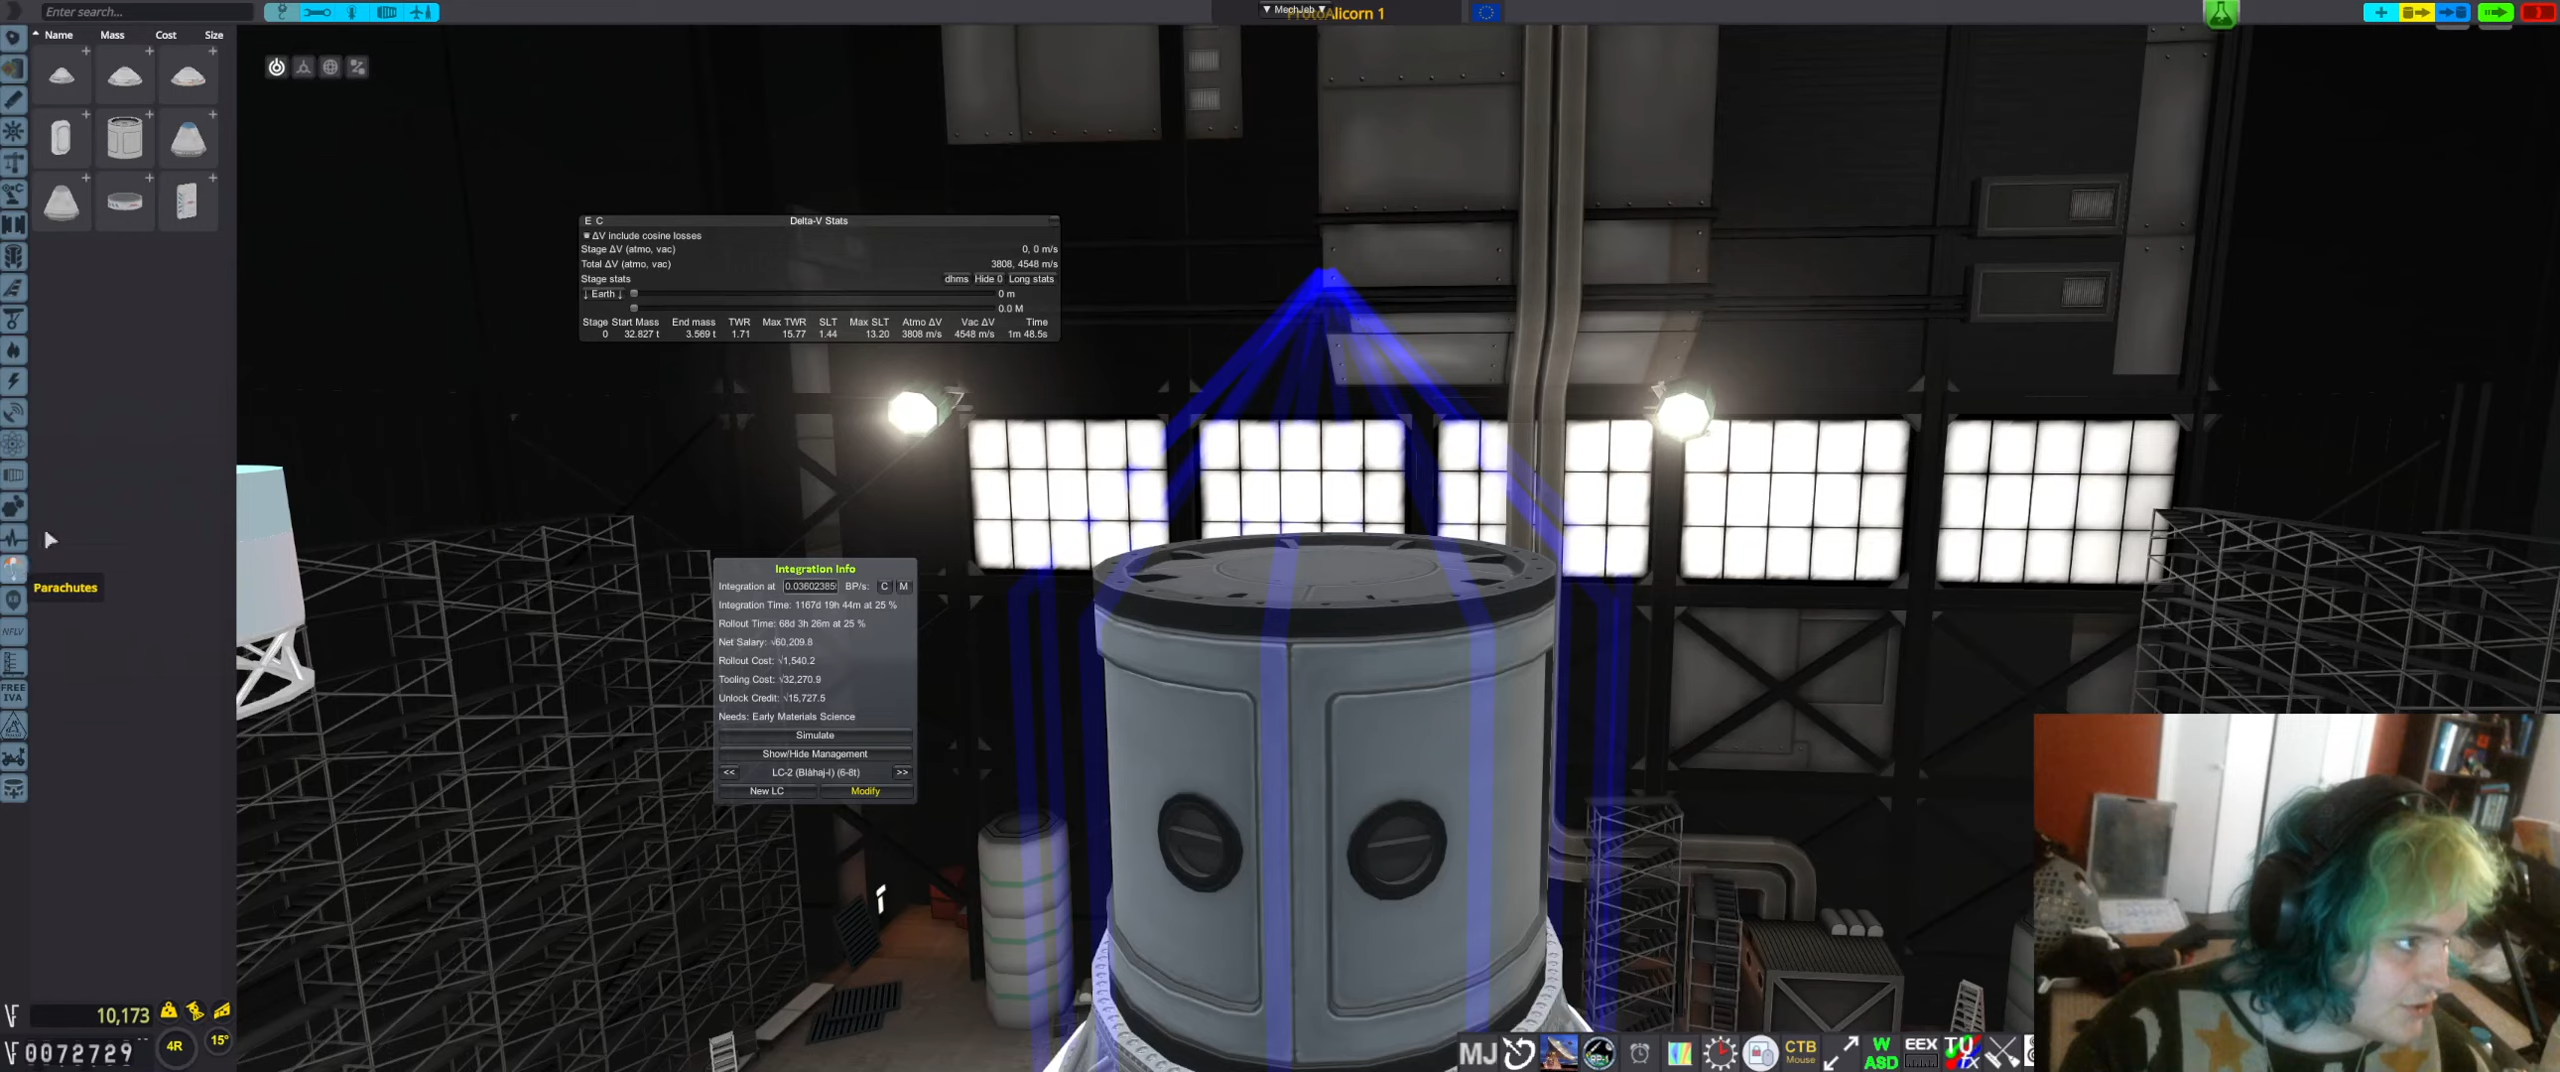 Enter search...
▼ MechJeb ▼
ProtoAlicorn 1
Name Mass Cost Size
E C Delta-V Stats
ΔV include cosine losses
Stage ΔV (atmo, vac) 0, 0 m/s
Total ΔV (atmo, vac) 3808, 4548 m/s
Stage stats dhms Hide 0 Long stats
↓ Earth ↓ 0 m
0.0 M
Stage Start Mass End mass TWR Max TWR SLT Max SLT Atmo ΔV Vac ΔV Time
0 32.827 t 3.569 t 1.71 15.77 1.44 13.20 3808 m/s 4548 m/s 1m 48.5s
Parachutes
Integration Info
Integration at 0.03602385 BP/s: C M
Integration Time: 1167d 19h 44m at 25 %
Rollout Time: 68d 3h 26m at 25 %
Net Salary: √60,209.8
Rollout Cost: √1,540.2
Tooling Cost: √32,270.9
Unlock Credit: √15,727.5
Needs: Early Materials Science
Simulate
Show/Hide Management
<< LC-2 (Blåhaj-I) (6-8t) >>
New LC Modify
NFLV
FREE
IVA
10,173
0072729
4R
15°
MJ
CTB
Mouse
W
ASD
EEX
TU
TX